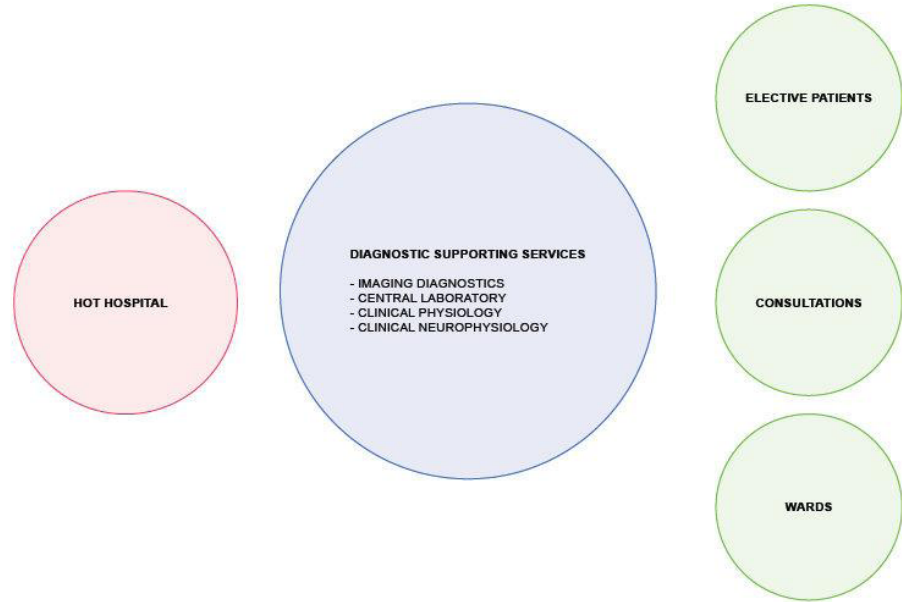 HOT HOSPITAL
DIAGNOSTIC SUPPORTING SERVICES
- IMAGING DIAGNOSTICS
- CENTRAL LABORATORY
- CLINICAL PHYSIOLOGY
- CLINICAL NEUROPHYSIOLOGY
ELECTIVE PATIENTS
CONSULTATIONS
WARDS